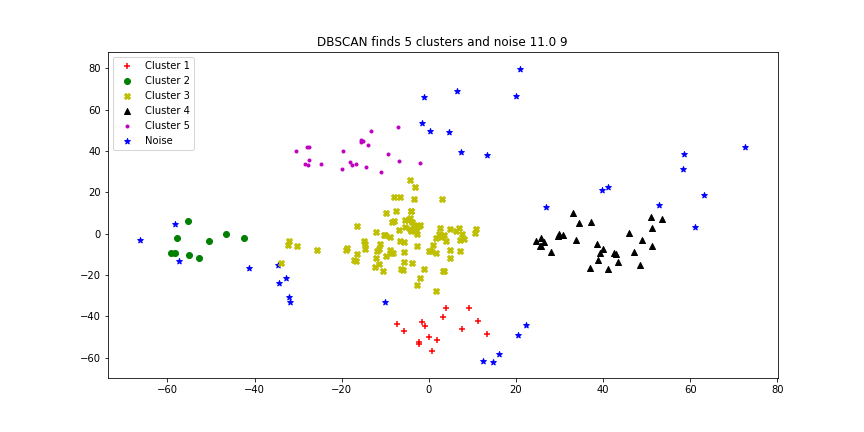 DBSCAN finds 5 clusters and noise 11.0 9
Cluster 1
Cluster 2
Cluster 3
Cluster 4
Cluster 5
Noise
80
60
40
20
0
−20
−40
−60
−60 −40 −20 0 20 40 60 80